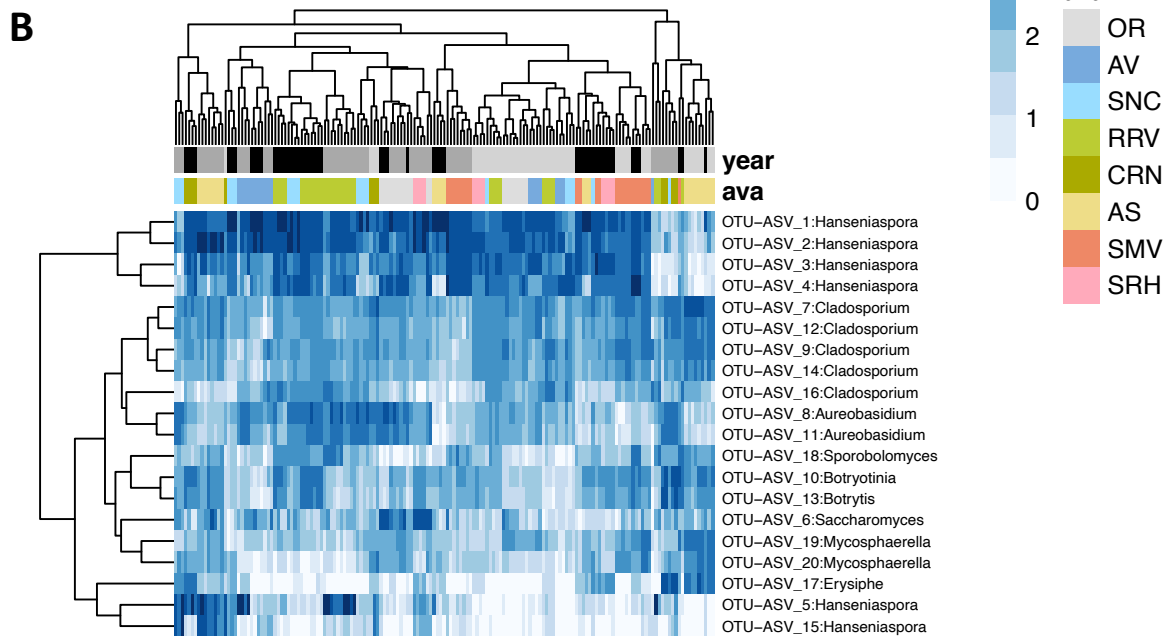 B
year
ava
OTU−ASV_1:Hanseniaspora
OTU−ASV_2:Hanseniaspora
OTU−ASV_3:Hanseniaspora
OTU−ASV_4:Hanseniaspora
OTU−ASV_7:Cladosporium
OTU−ASV_12:Cladosporium
OTU−ASV_9:Cladosporium
OTU−ASV_14:Cladosporium
OTU−ASV_16:Cladosporium
OTU−ASV_8:Aureobasidium
OTU−ASV_11:Aureobasidium
OTU−ASV_18:Sporobolomyces
OTU−ASV_10:Botryotinia
OTU−ASV_13:Botrytis
OTU−ASV_6:Saccharomyces
OTU−ASV_19:Mycosphaerella
OTU−ASV_20:Mycosphaerella
OTU−ASV_17:Erysiphe
OTU−ASV_5:Hanseniaspora
OTU−ASV_15:Hanseniaspora
2
1
0
OR
AV
SNC
RRV
CRN
AS
SMV
SRH